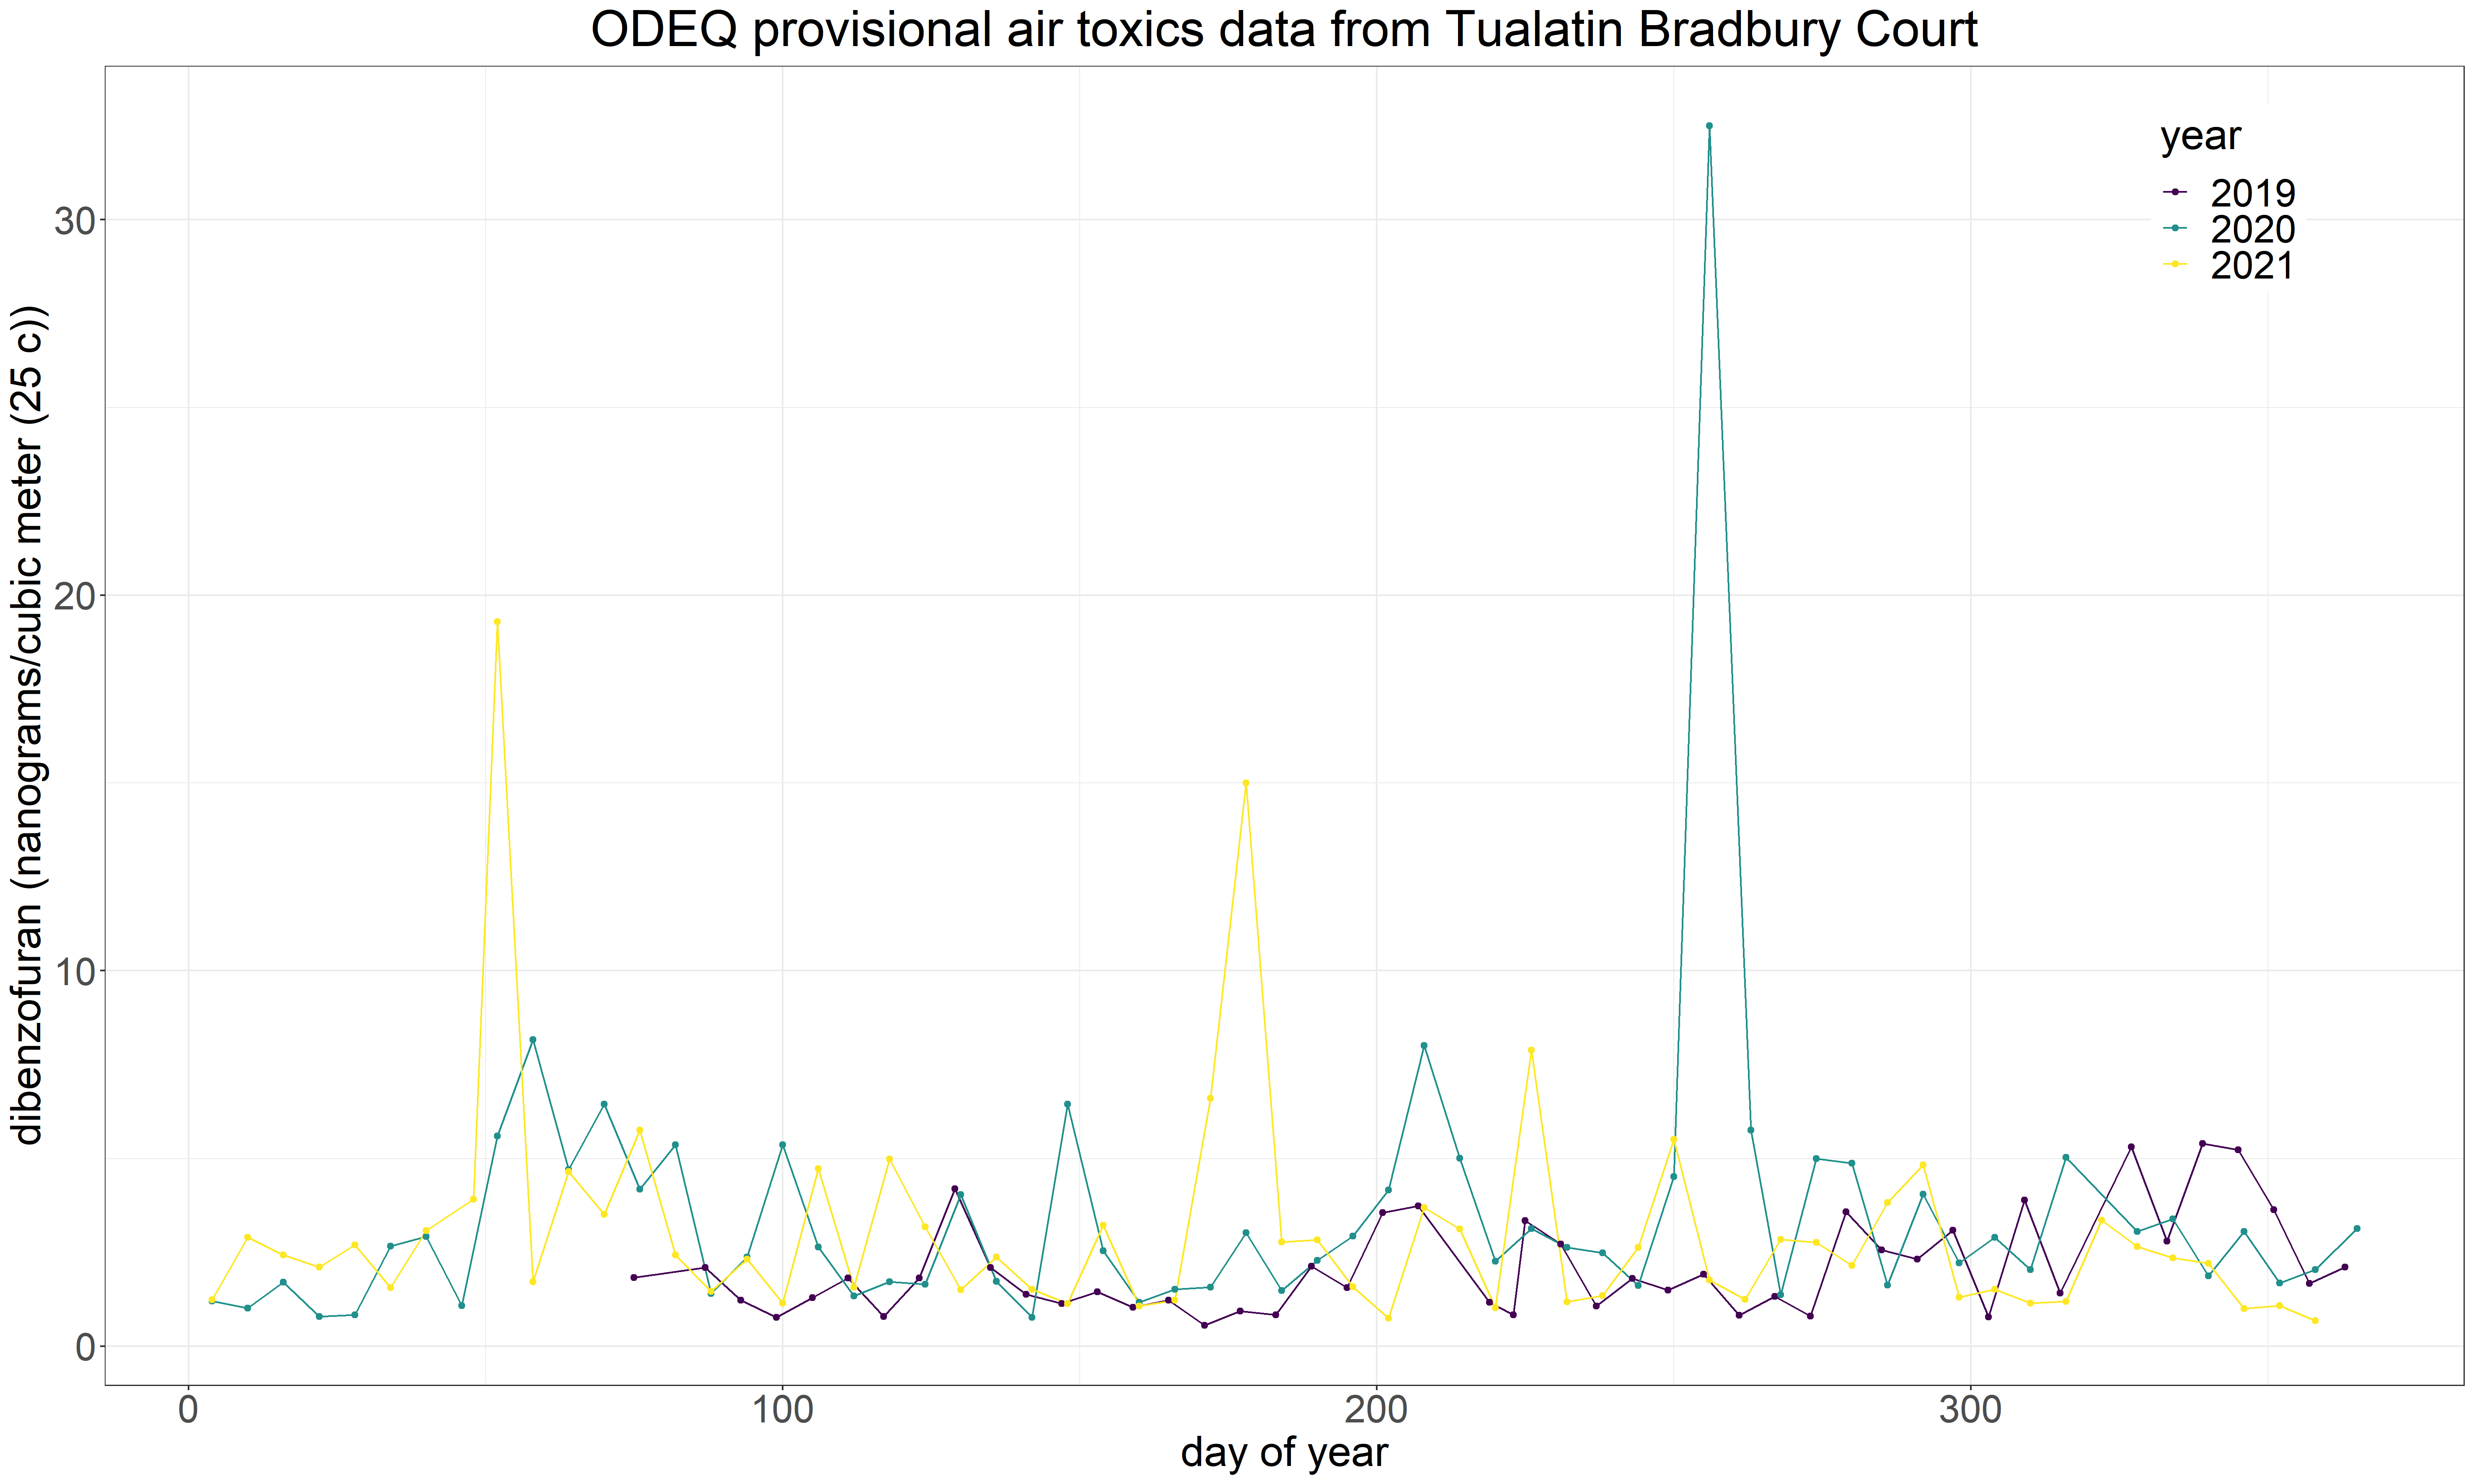 ODEQ provisional air toxics data from Tualatin Bradbury Court
dibenzofuran (nanograms/cubic meter (25 c))
30
20
10
0
year
2019
2020
2021
0
100
200
300
day of year